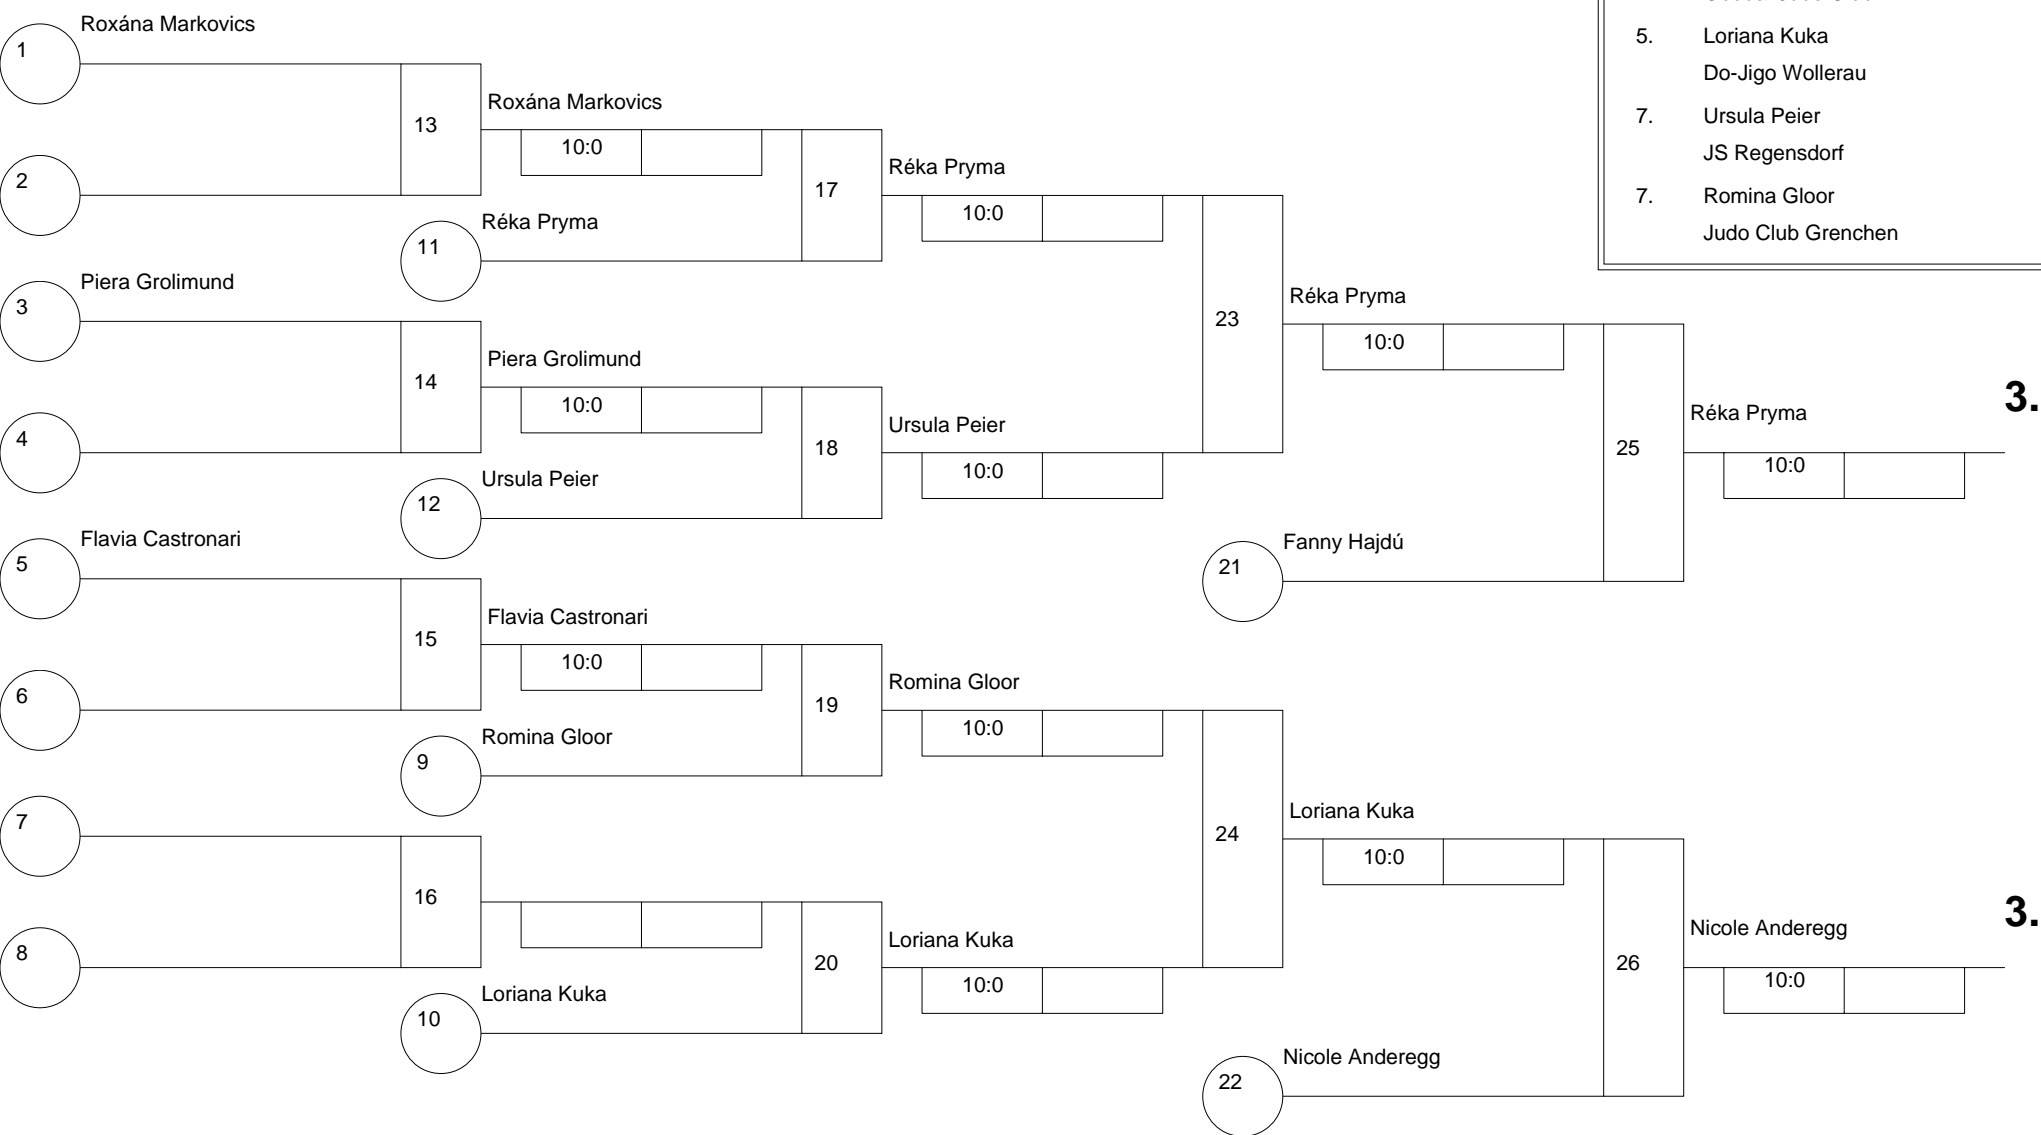 5. Loriana Kuka
Do-Jigo Wollerau
7. Ursula Peier
JS Regensdorf
7. Romina Gloor
Judo Club Grenchen
Roxána Markovics
1
13
2
Roxána Markovics
10:0
17
Réka Pryma
11
Réka Pryma
10:0
Piera Grolimund
3
14
4
Piera Grolimund
10:0
18
Ursula Peier
12
Ursula Peier
10:0
23
Réka Pryma
10:0
25
Fanny Hajdú
21
Réka Pryma
10:0
3.
Flavia Castronari
5
15
6
Flavia Castronari
10:0
19
Romina Gloor
9
Romina Gloor
10:0
7
16
8
20
Loriana Kuka
10
Loriana Kuka
10:0
24
Loriana Kuka
10:0
26
Nicole Anderegg
22
Nicole Anderegg
10:0
3.